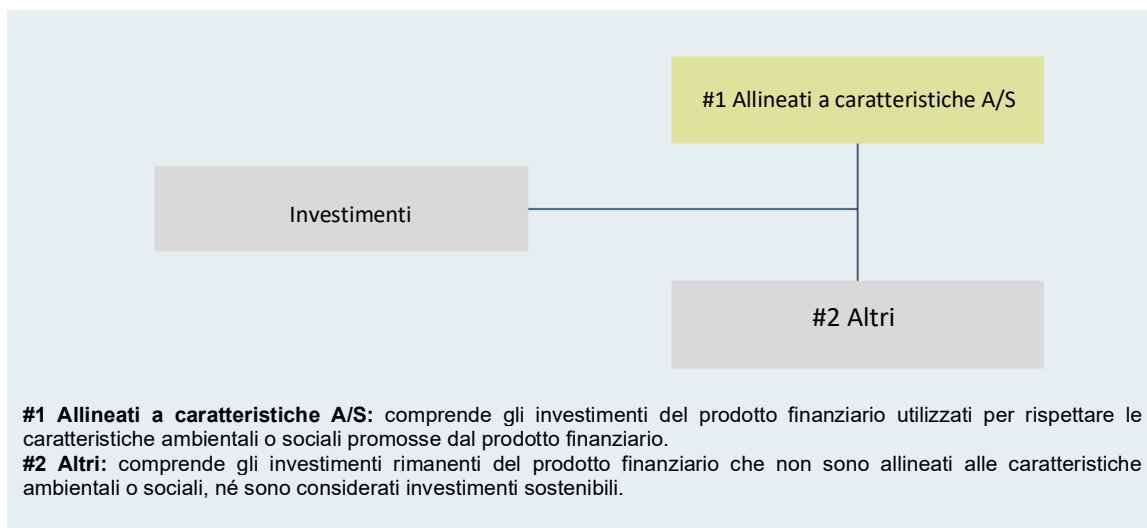 #1 Allineati a caratteristiche A/S
Investimenti
#2 Altri
#1 Allineati a caratteristiche A/S: comprende gli investimenti del prodotto finanziario utilizzati per rispettare le
caratteristiche ambientali o sociali promosse dal prodotto finanziario.
#2 Altri: comprende gli investimenti rimanenti del prodotto finanziario che non sono allineati alle caratteristiche
ambientali o sociali, né sono considerati investimenti sostenibili.